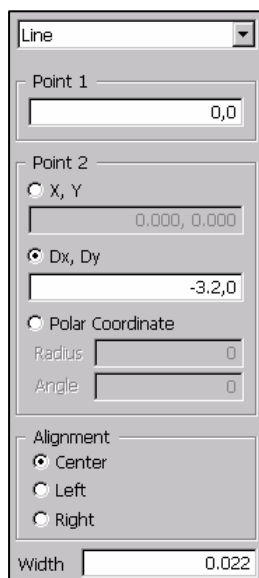 Line
Point 1
0,0
Point 2
X, Y
0.000, 0.000
Dx, Dy
-3.2,0
Polar Coordinate
Radius 0
Angle 0
Alignment
Center
Left
Right
Width 0.022